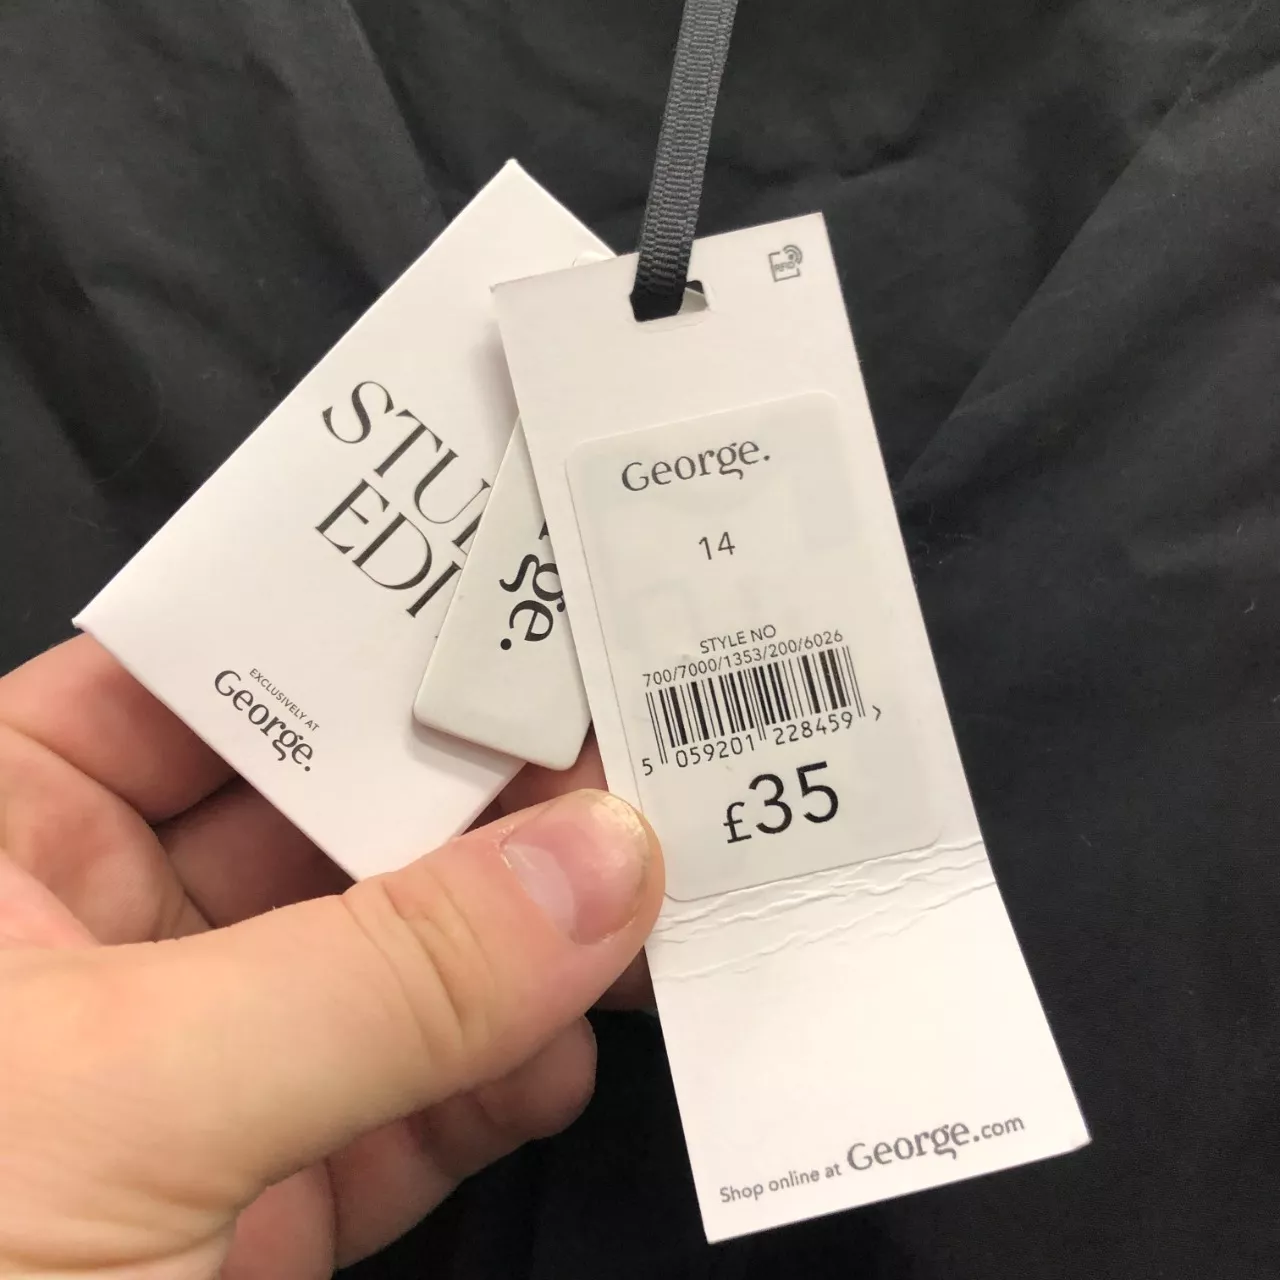 RFID
George.
14
STYLE NO
700/7000/1353/200/6026
5 059201 228459 >
£35
Shop online at George.com
STU
EDI
EXCLUSIVELY AT
George.
ge.